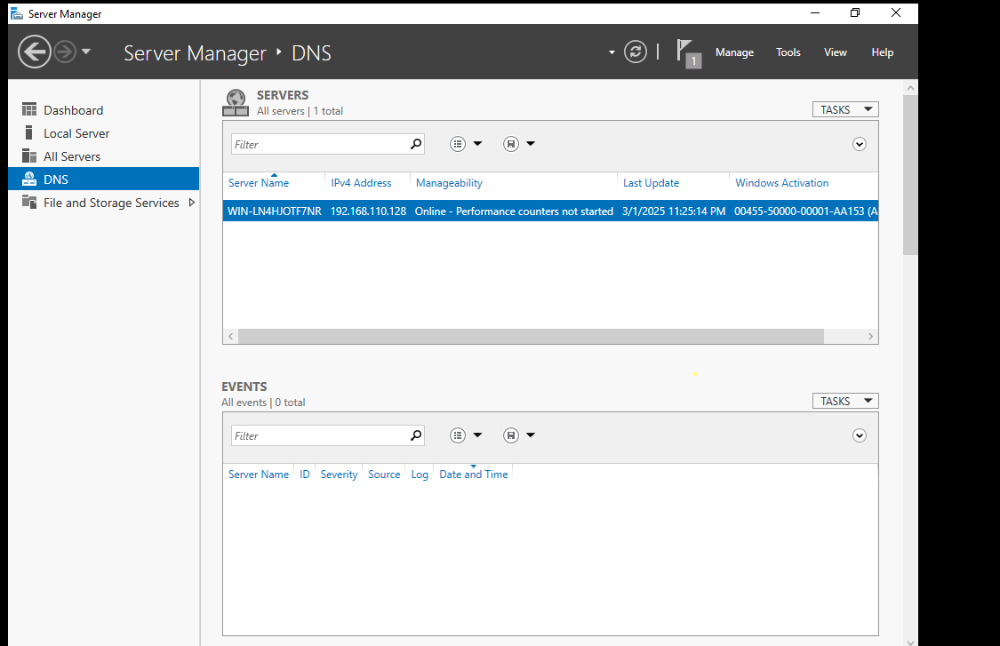 Server Manager
Server Manager ‣ DNS
1
Manage Tools View Help
Dashboard
Local Server
All Servers
DNS
File and Storage Services
SERVERS
All servers | 1 total
TASKS
Filter
Server Name IPv4 Address Manageability Last Update Windows Activation
WIN-LN4HJOTF7NR 192.168.110.128 Online - Performance counters not started 3/1/2025 11:25:14 PM 00455-50000-00001-AA153 (A
EVENTS
All events | 0 total
TASKS
Filter
Server Name ID Severity Source Log Date and Time